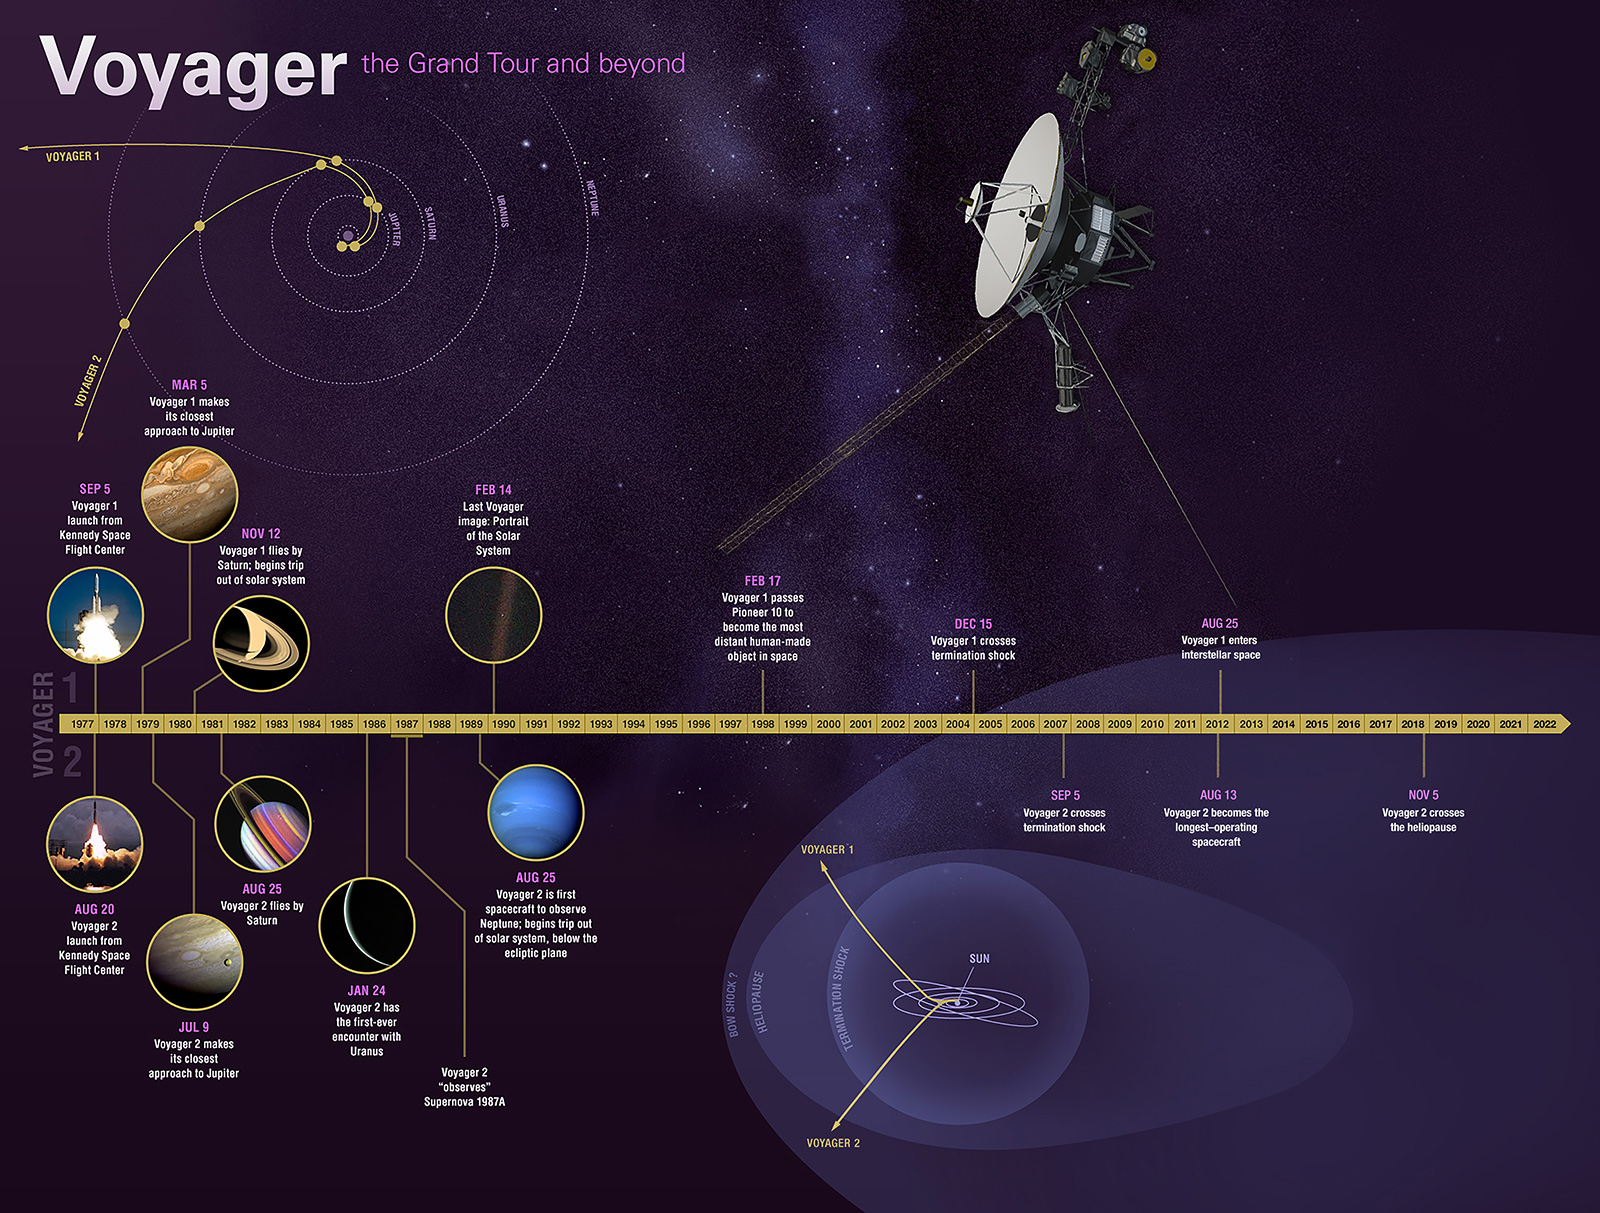 Voyager the Grand Tour and beyond
VOYAGER 1
VOYAGER 2
JUPITER
SATURN
URANUS
NEPTUNE
MAR 5
Voyager 1 makes
its closest
approach to Jupiter
SEP 5
Voyager 1
launch from
Kennedy Space
Flight Center
NOV 12
Voyager 1 flies by
Saturn; begins trip
out of solar system
FEB 14
Last Voyager
image: Portrait
of the Solar
System
FEB 17
Voyager 1 passes
Pioneer 10 to
become the most
distant human-made
object in space
DEC 15
Voyager 1 crosses
termination shock
AUG 25
Voyager 1 enters
interstellar space
VOYAGER
1
2
1977 1978 1979 1980 1981 1982 1983 1984 1985 1986 1987 1988 1989 1990 1991 1992 1993 1994 1995 1996 1997 1998 1999 2000 2001 2002 2003 2004 2005 2006 2007 2008 2009 2010 2011 2012 2013 2014 2015 2016 2017 2018 2019 2020 2021 2022
AUG 20
Voyager 2
launch from
Kennedy Space
Flight Center
JUL 9
Voyager 2 makes
its closest
approach to Jupiter
AUG 25
Voyager 2 flies by
Saturn
JAN 24
Voyager 2 has
the first-ever
encounter with
Uranus
Voyager 2
“observes”
Supernova 1987A
AUG 25
Voyager 2 is first
spacecraft to observe
Neptune; begins trip out
of solar system, below the
ecliptic plane
SEP 5
Voyager 2 crosses
termination shock
AUG 13
Voyager 2 becomes the
longest–operating
spacecraft
NOV 5
Voyager 2 crosses
the heliopause
VOYAGER 1
SUN
BOW SHOCK ?
HELIOPAUSE
TERMINATION SHOCK
VOYAGER 2